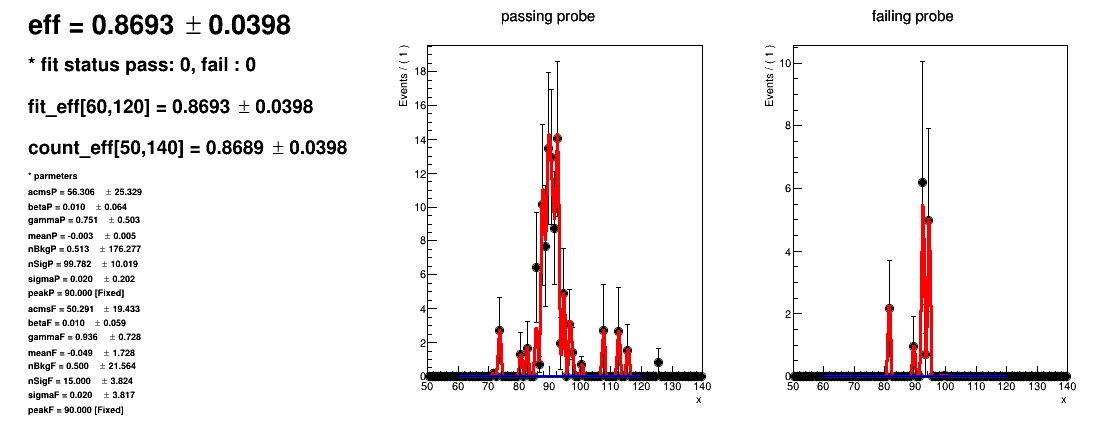 eff = 0.8693 ± 0.0398
* fit status pass: 0, fail : 0
fit_eff[60,120] = 0.8693 ± 0.0398
count_eff[50,140] = 0.8689 ± 0.0398
* parmeters
acmsP = 56.306 ± 25.329
betaP = 0.010 ± 0.064
gammaP = 0.751 ± 0.503
meanP = -0.003 ± 0.005
nBkgP = 0.513 ± 176.277
nSigP = 99.782 ± 10.019
sigmaP = 0.020 ± 0.202
peakP = 90.000 [Fixed]
acmsF = 50.291 ± 19.433
betaF = 0.010 ± 0.059
gammaF = 0.936 ± 0.728
meanF = -0.049 ± 1.728
nBkgF = 0.500 ± 21.564
nSigF = 15.000 ± 3.824
sigmaF = 0.020 ± 3.817
peakF = 90.000 [Fixed]
passing probe
Events / ( 1 )
18
16
14
12
10
8
6
4
2
0
50 60 70 80 90 100 110 120 130 140
x
failing probe
Events / ( 1 )
10
8
6
4
2
0
50 60 70 80 90 100 110 120 130 140
x